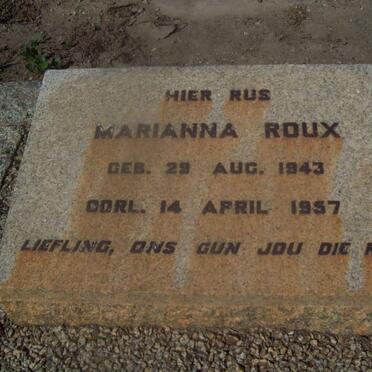 HIER RUS
MARIANNA ROUX
GEB. 29 AUG. 1943
OORL. 14 APRIL 1957
LIEFLING, ONS GUN JOU DIE